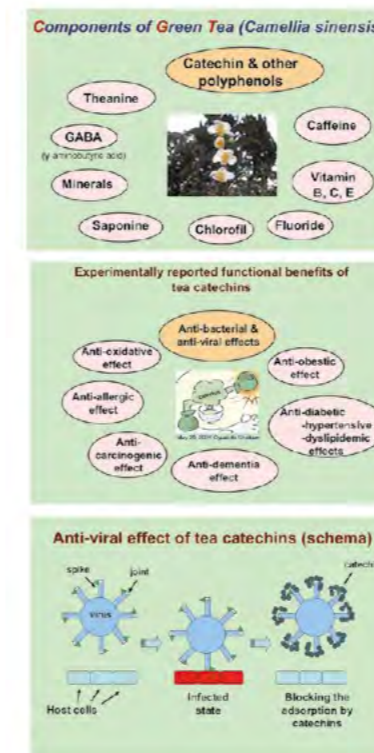 Components of Green Tea (Camellia sinensis
Catechin & other
polyphenols
Theanine
Caffeine
GABA
(γ-aminobutyric acid)
Minerals
Vitamin
B, C, E
Saponine
Chlorofil
Fluoride
Experimentally reported functional benefits of
tea catechins
Anti-bacterial &
anti-viral effects
Anti-oxidative
effect
Anti-obestic
effect
Anti-allergic
effect
Anti-diabetic
-hypertensive
-dyslipidemic
effects
Anti-
carcinogenic
effect
Anti-dementia
effect
Anti-viral effect of tea catechins (schema)
spike
joint
catech
virus
Host cells
Infected
state
Blocking the
adsorption by
catechins